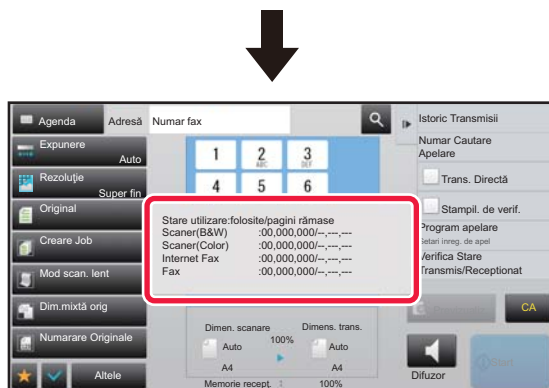 Agenda
Adresă
Numar fax
Istoric Transmisii
Expunere
Auto
1
2
ABC
3
DEF
Numar Cautare
Apelare
Rezoluție
Super fin
4
5
6
Trans. Directă
Original
Stare utilizare:folosite/pagini rămase
Scaner(B&W) :00,000,000/--,---,---
Scaner(Color) :00,000,000/--,---,---
Internet Fax :00,000,000/--,---,---
Fax :00,000,000/--,---,---
Stampil. de verif.
Creare Job
Program apelare
Setari inreg. de apel
Mod scan. lent
Verifica Stare
Transmis/Receptionat
Dim.mixtă orig
CA
Numarare Originale
Dimen. scanare
Dimens. trans.
100%
Auto
Auto
A4
A4
Altele
Memorie recept.
100%
Difuzor
Start